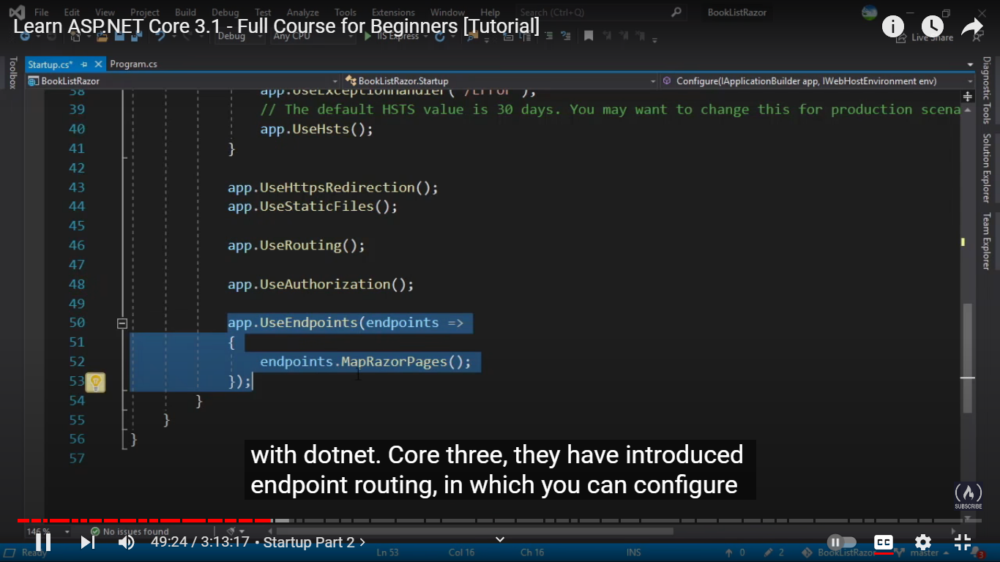 File Edit View Project Build Debug Test Analyze Tools Extensions Window Help Search (Ctrl+Q) BookListRazor
Learn ASP.NET Core 3.1 - Full Course for Beginners [Tutorial]
Debug Any CPU IIS Express Live Share
Toolbox
Startup.cs* Program.cs
BookListRazor BookListRazor.Startup Configure(IApplicationBuilder app, IWebHostEnvironment env)
Diagnostic Tools
Solution Explorer
Team Explorer
38 app.UseExceptionHandler("/Error");
39 // The default HSTS value is 30 days. You may want to change this for production scena
40 app.UseHsts();
41 }
42
43 app.UseHttpsRedirection();
44 app.UseStaticFiles();
45
46 app.UseRouting();
47
48 app.UseAuthorization();
49
50 app.UseEndpoints(endpoints =>
51 {
52 endpoints.MapRazorPages();
53 });
54 }
55 }
56 }
57
with dotnet. Core three, they have introduced
endpoint routing, in which you can configure
SUBSCRIBE
146 % No issues found
49:24 / 3:13:17 • Startup Part 2 CC
Ready Ln 53 Col 16 Ch 16 INS 0 2 BookListRazor master 3